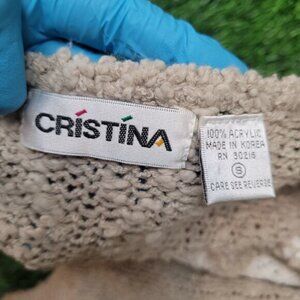 CRISTINA
100% ACRYLIC
MADE IN KOREA
RN 30216
S
CARE SEE REVERSE